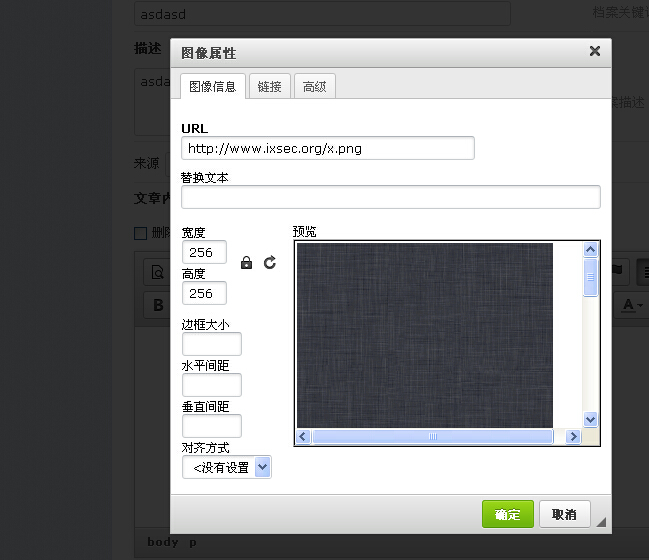 asdasd
档案关键
描述
asda
案描述
来源
文章内
删除
图像属性
图像信息 链接 高级
URL
http://www.ixsec.org/x.png
替换文本
宽度
256
高度
256
预览
边框大小
水平间距
垂直间距
对齐方式
<没有设置
确定 取消
B
A
body p